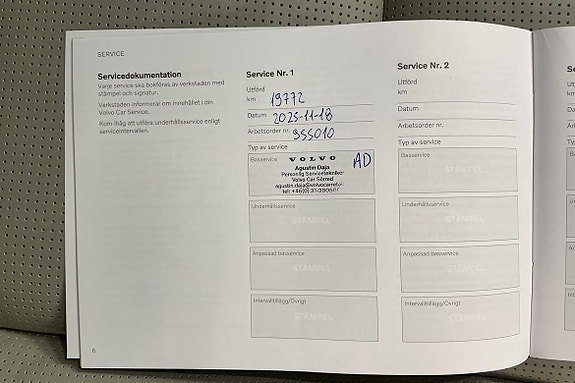 SERVICE
Servicedokumentation
Varje service ska bokföras av verkstaden med
stämpel och signatur.
Verkstaden informerar om innehållet i din
Volvo Car Service.
Kom ihåg att utföra underhållsservice enligt
serviceintervallen.
Service Nr. 1
Utförd
km 19772
Datum 2025-11-18
Arbetsorder nr. 955010
Typ av service
Basservice
VOLVO
AD
Agustin Daja
Personlig Servicetekniker
Volvo Car Sörred
Underhållsservice
STÄMPEL
Anpassad basservice
STÄMPEL
Intervalltillägg/Övrigt
STÄMPEL
Service Nr. 2
Utförd
km
Datum
Arbetsorder nr.
Typ av service
Basservice
STÄMPEL
Underhållsservice
STÄMPEL
Anpassad basservice
STÄMPEL
Intervalltillägg/Övrigt
STÄMPEL
6